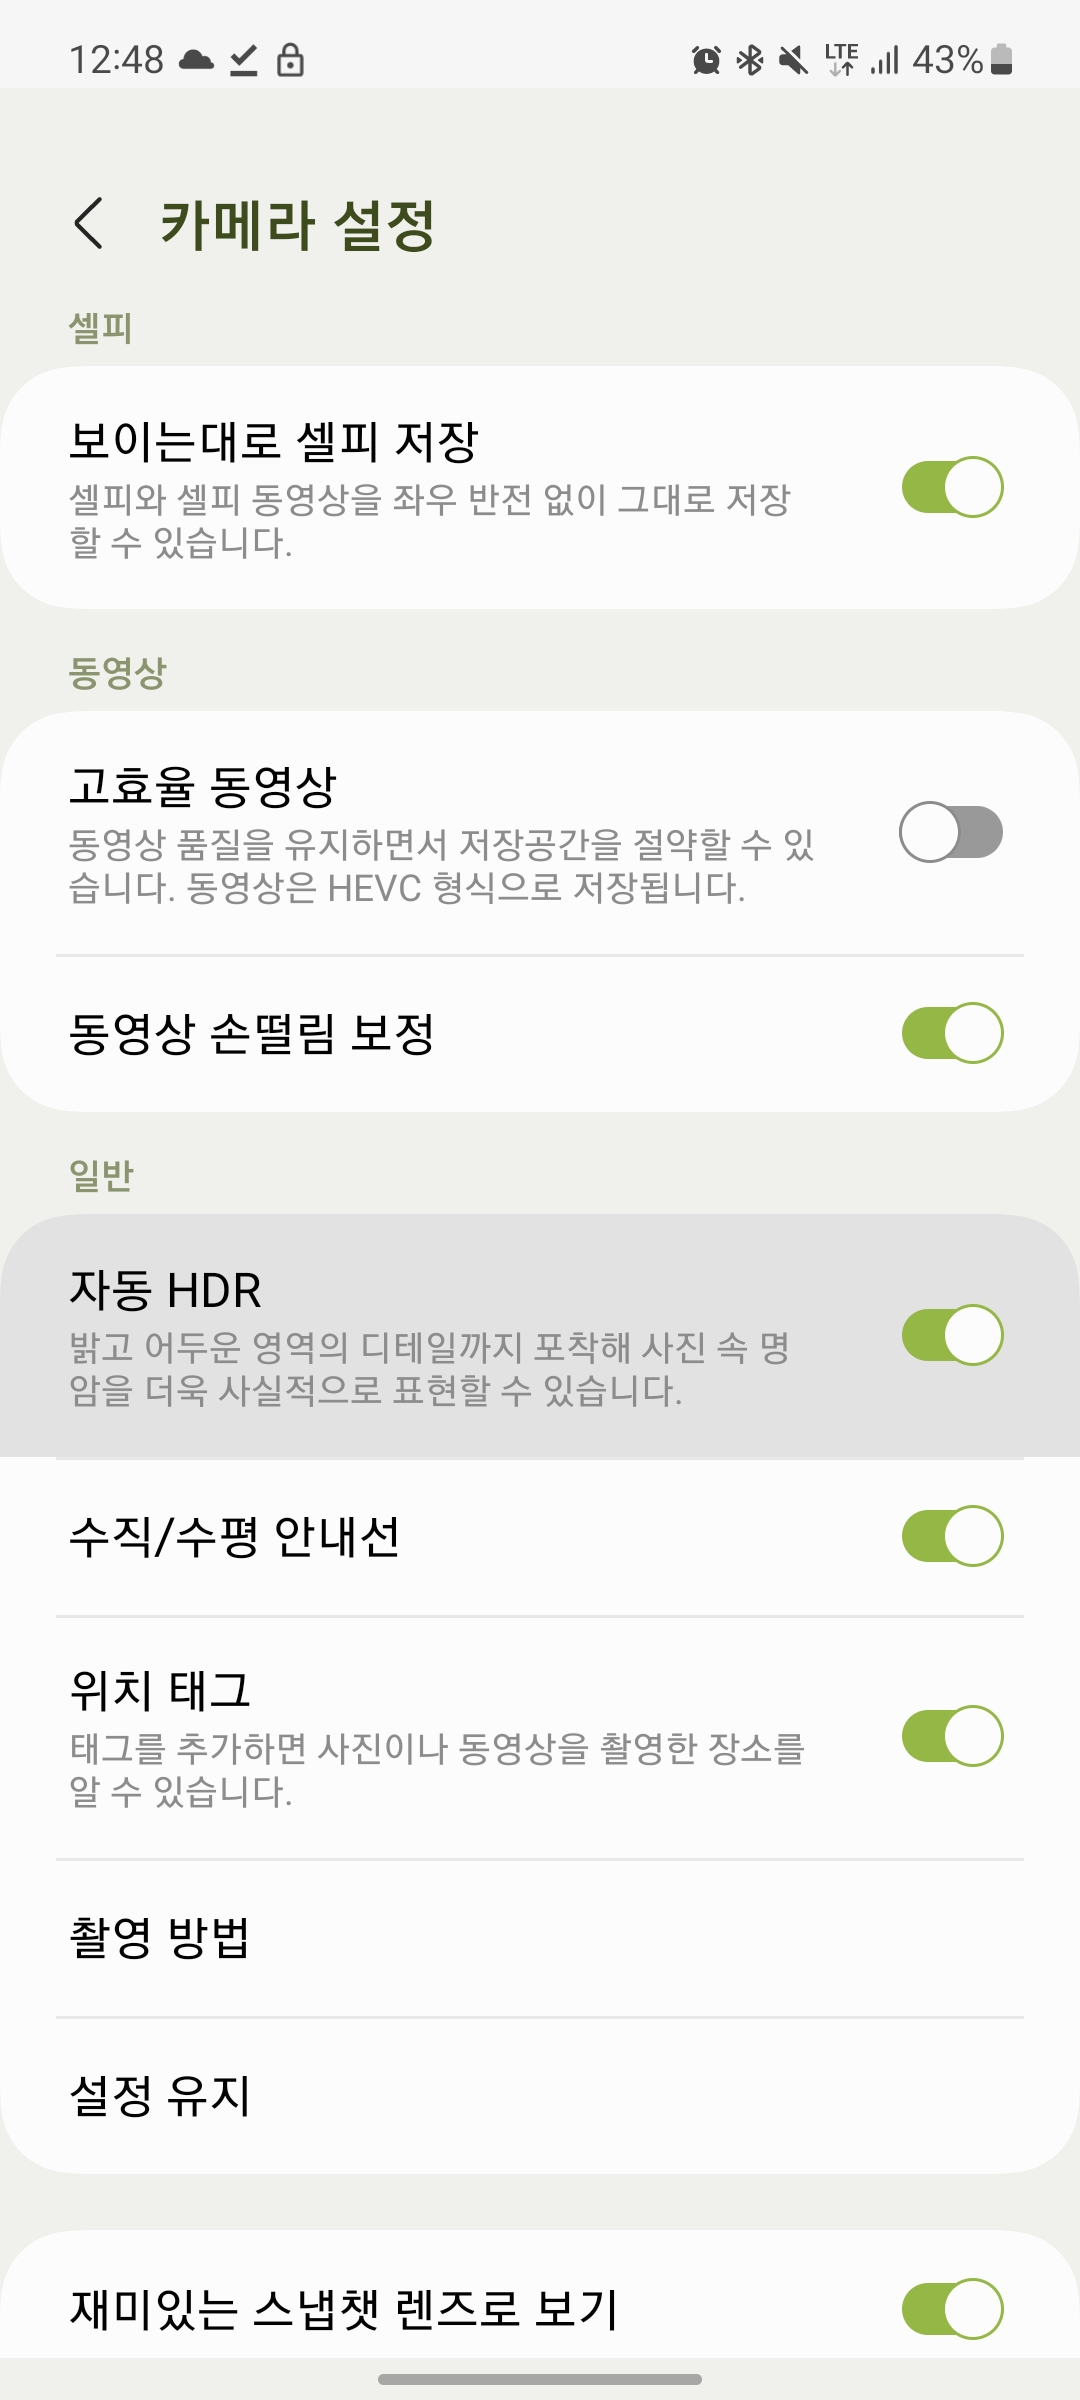 12:48 LTE 43%
카메라 설정
셀피
보이는대로 셀피 저장
셀피와 셀피 동영상을 좌우 반전 없이 그대로 저장
할 수 있습니다.
동영상
고효율 동영상
동영상 품질을 유지하면서 저장공간을 절약할 수 있
습니다. 동영상은 HEVC 형식으로 저장됩니다.
동영상 손떨림 보정
일반
자동 HDR
밝고 어두운 영역의 디테일까지 포착해 사진 속 명
암을 더욱 사실적으로 표현할 수 있습니다.
수직/수평 안내선
위치 태그
태그를 추가하면 사진이나 동영상을 촬영한 장소를
알 수 있습니다.
촬영 방법
설정 유지
재미있는 스냅챗 렌즈로 보기